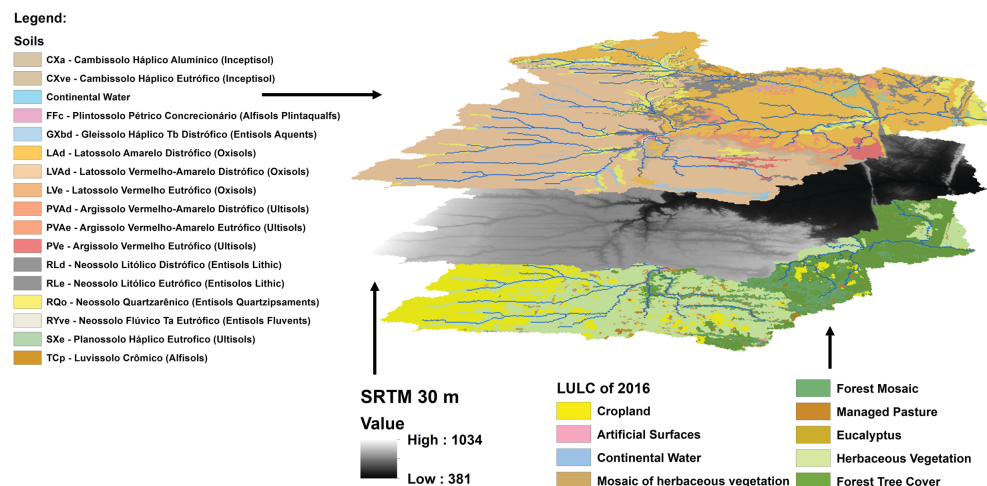 Legend:
Soils
CXa - Cambissolo Háplico Alumínico (Inceptisol)
CXve - Cambissolo Háplico Eutrófico (Inceptisol)
Continental Water
FFc - Plintossolo Pétrico Concrecionário (Alfisols Plintaqualfs)
GXbd - Gleissolo Háplico Tb Distrófico (Entisols Aquents)
LAd - Latossolo Amarelo Distrófico (Oxisols)
LVAd - Latossolo Vermelho-Amarelo Distrófico (Oxisols)
LVe - Latossolo Vermelho Eutrófico (Oxisols)
PVAd - Argissolo Vermelho-Amarelo Distrófico (Ultisols)
PVAe - Argissolo Vermelho-Amarelo Eutrófico (Ultisols)
PVe - Argissolo Vermelho Eutrófico (Ultisols)
RLd - Neossolo Litólico Distrófico (Entisols Lithic)
RLe - Neossolo Litólico Eutrófico (Entisolos Lithic)
RQo - Neossolo Quartzarênico (Entisols Quartzipsaments)
RYve - Neossolo Flúvico Ta Eutrófico (Entisols Fluvents)
SXe - Planossolo Háplico Eutrofico (Ultisols)
TCp - Luvissolo Crômico (Alfisols)
SRTM 30 m
Value
High : 1034
Low : 381
LULC of 2016
Cropland
Artificial Surfaces
Continental Water
Mosaic of herbaceous vegetation
Forest Mosaic
Managed Pasture
Eucalyptus
Herbaceous Vegetation
Forest Tree Cover